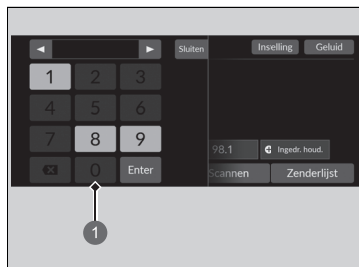 ◄ ► Sluiten Inselling Geluid
1 2 3
4 5 6
7 8 9
98.1 Ingedr. houd.
0 Enter Scannen Zenderlijst
1